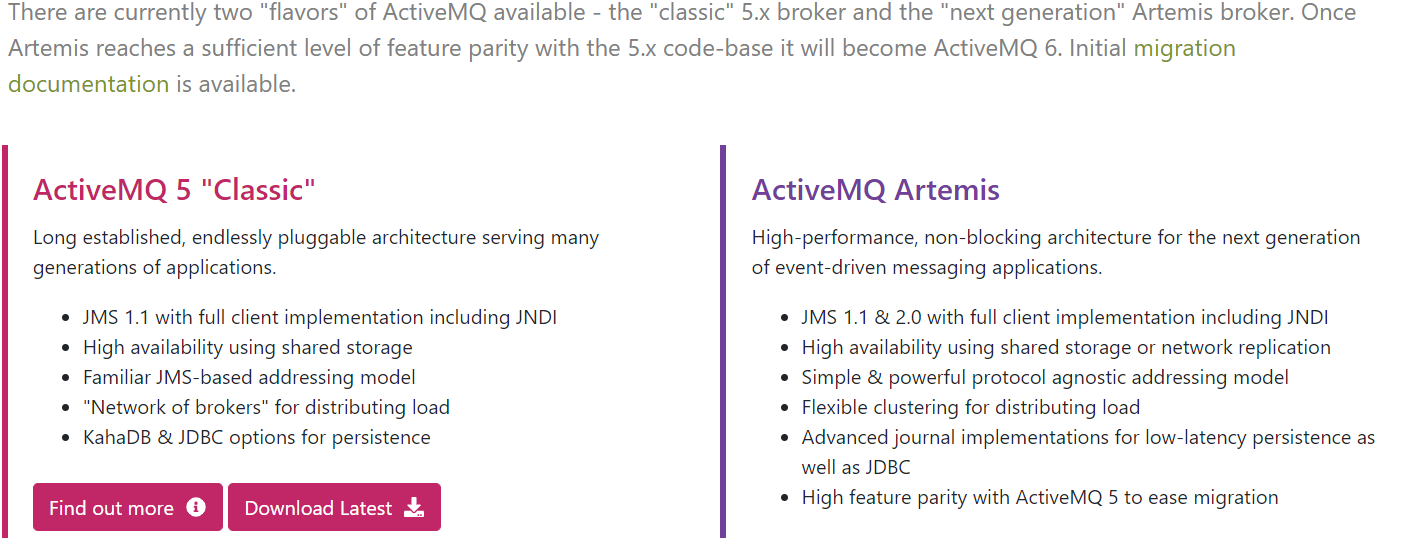 There are currently two "flavors" of ActiveMQ available - the "classic" 5.x broker and the "next generation" Artemis broker. Once
Artemis reaches a sufficient level of feature parity with the 5.x code-base it will become ActiveMQ 6. Initial migration
documentation is available.
ActiveMQ 5 "Classic"
Long established, endlessly pluggable architecture serving many
generations of applications.
JMS 1.1 with full client implementation including JNDI
High availability using shared storage
Familiar JMS-based addressing model
"Network of brokers" for distributing load
KahaDB & JDBC options for persistence
Find out more
Download Latest
ActiveMQ Artemis
High-performance, non-blocking architecture for the next generation
of event-driven messaging applications.
JMS 1.1 & 2.0 with full client implementation including JNDI
High availability using shared storage or network replication
Simple & powerful protocol agnostic addressing model
Flexible clustering for distributing load
Advanced journal implementations for low-latency persistence as
well as JDBC
High feature parity with ActiveMQ 5 to ease migration